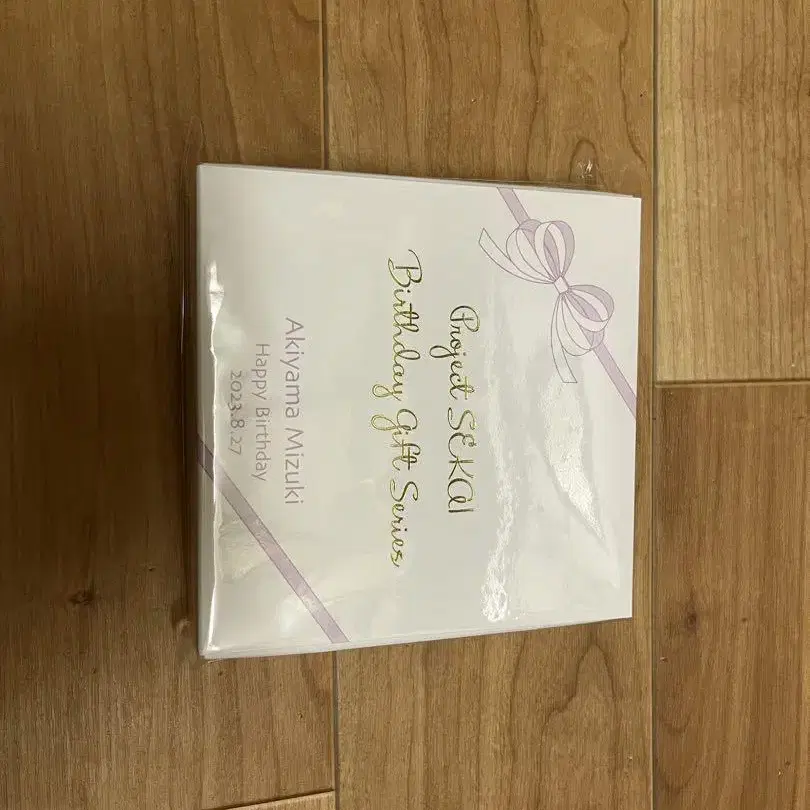 Project SEKAI
Birthday Gift Series
Akiyama Mizuki
Happy Birthday
2023.8.27